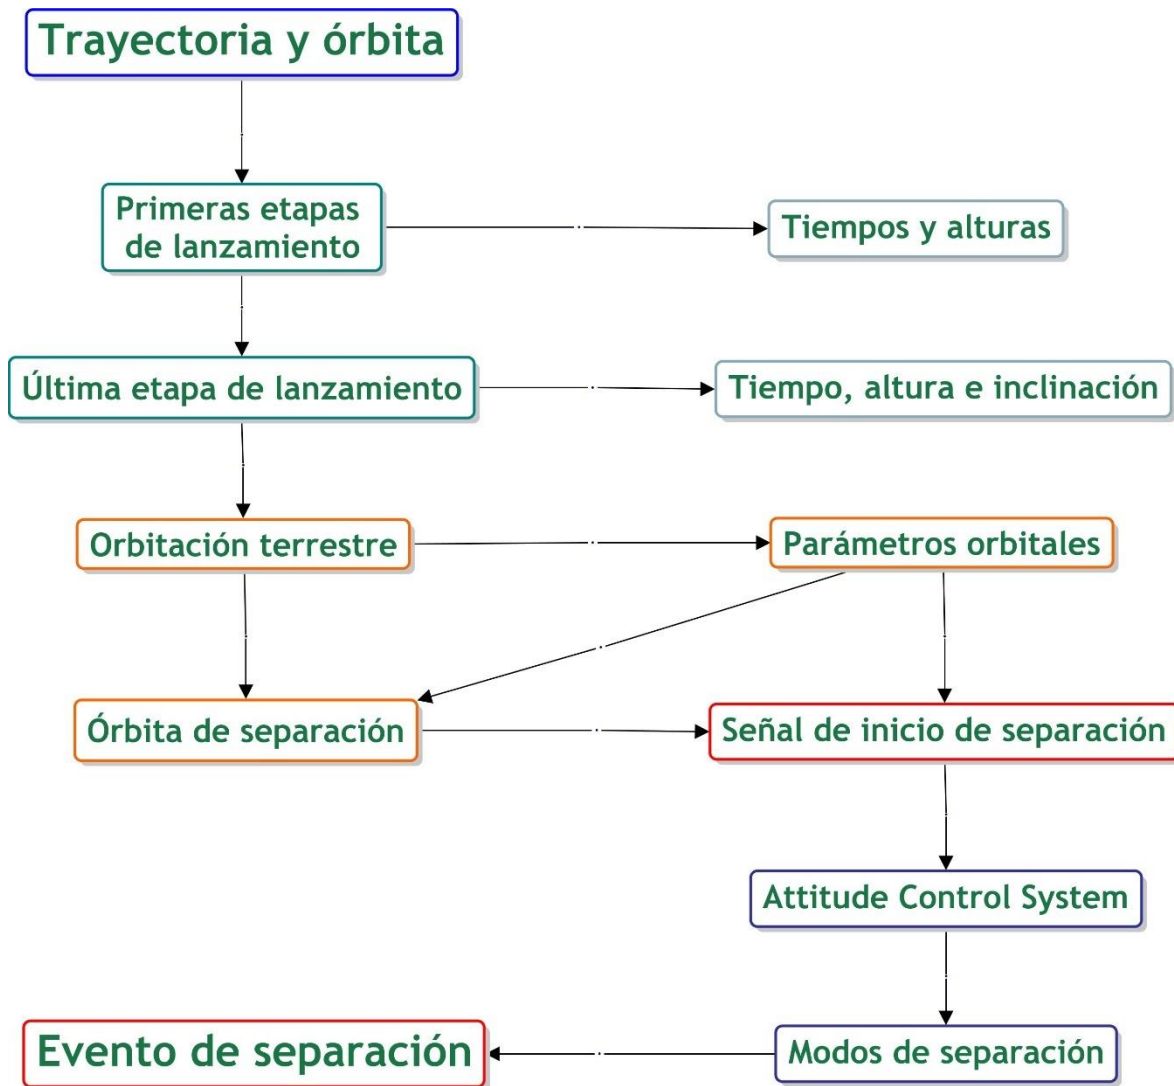 Trayectoria y órbita
Primeras etapas
de lanzamiento
Tiempos y alturas
Última etapa de lanzamiento
Tiempo, altura e inclinación
Orbitación terrestre
Parámetros orbitales
Órbita de separación
Señal de inicio de separación
Attitude Control System
Evento de separación
Modos de separación